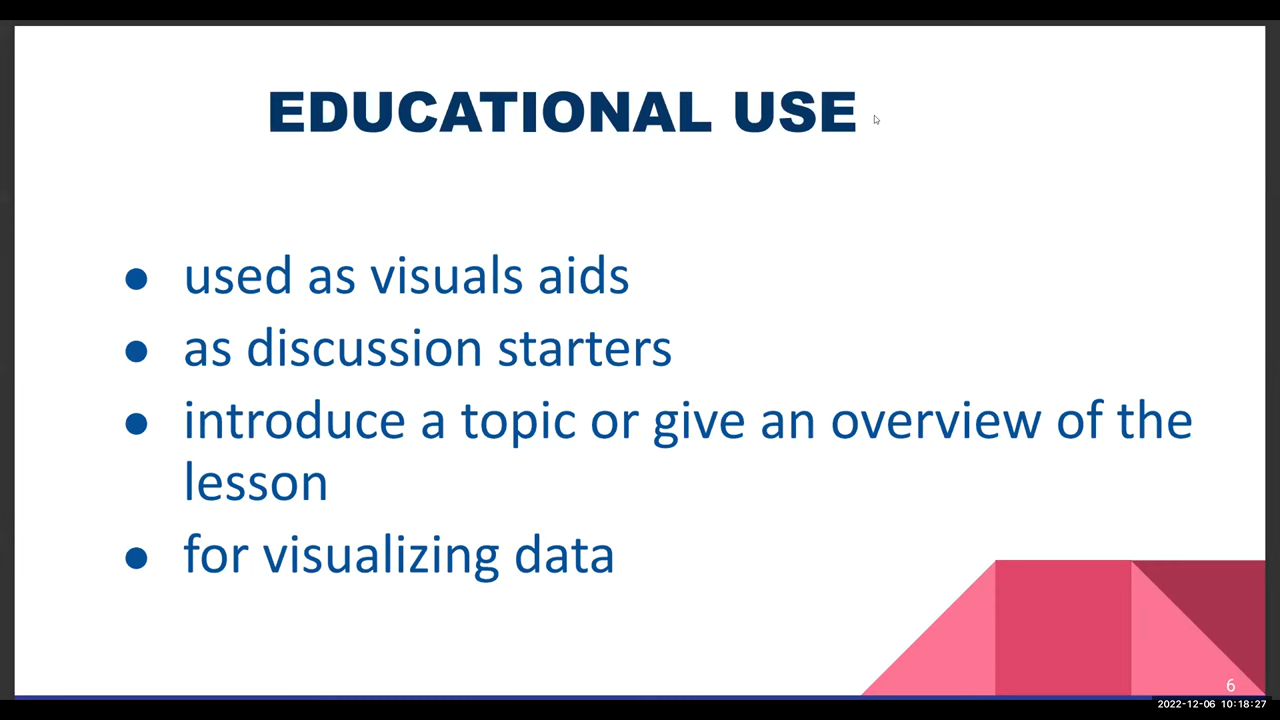 EDUCATIONAL USE
● used as visuals aids
● as discussion starters
● introduce a topic or give an overview of the
lesson
● for visualizing data
6
2022-12-06 10:18:27